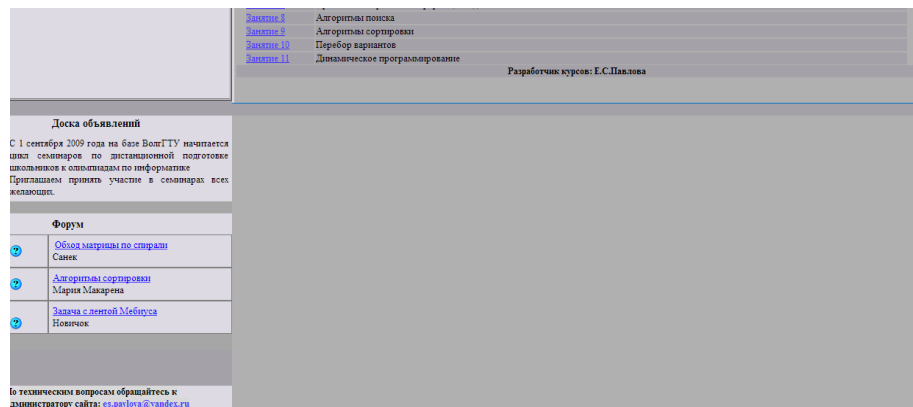 Занятие 8 Алгоритмы поиска
Занятие 9 Алгоритмы сортировки
Занятие 10 Перебор вариантов
Занятие 11 Динамическое программирование
Разработчик курсов: Е.С.Павлова
Доска объявлений
С 1 сентября 2009 года на базе ВолгГТУ начитается
цикл семинаров по дистанционной подготовке
школьников к олимпиадам по информатике
Приглашаем принять участие в семинарах всех
желающих.
Форум
Обход матрицы по спирали
Санек
Алгоритмы сортировки
Мария Макарена
Задача с лентой Мебиуса
Новичок
По техническим вопросам обращайтесь к
администратору сайта: es.pavlova@yandex.ru